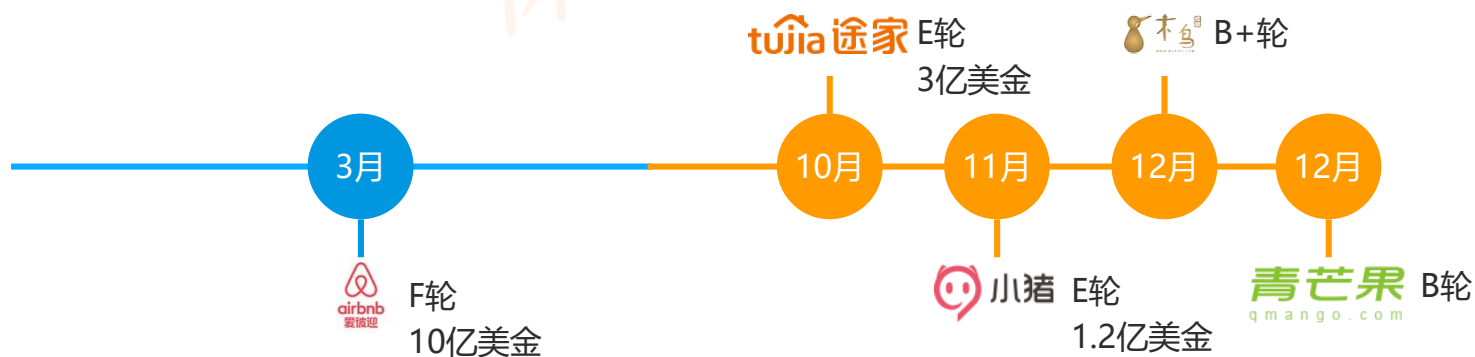 tujia途家
E轮
3亿美金
木鸟
B+轮
3月
10月
11月
12月
12月
airbnb
爱彼迎
F轮
10亿美金
小猪
E轮
1.2亿美金
青芒果
qmango.com
B轮